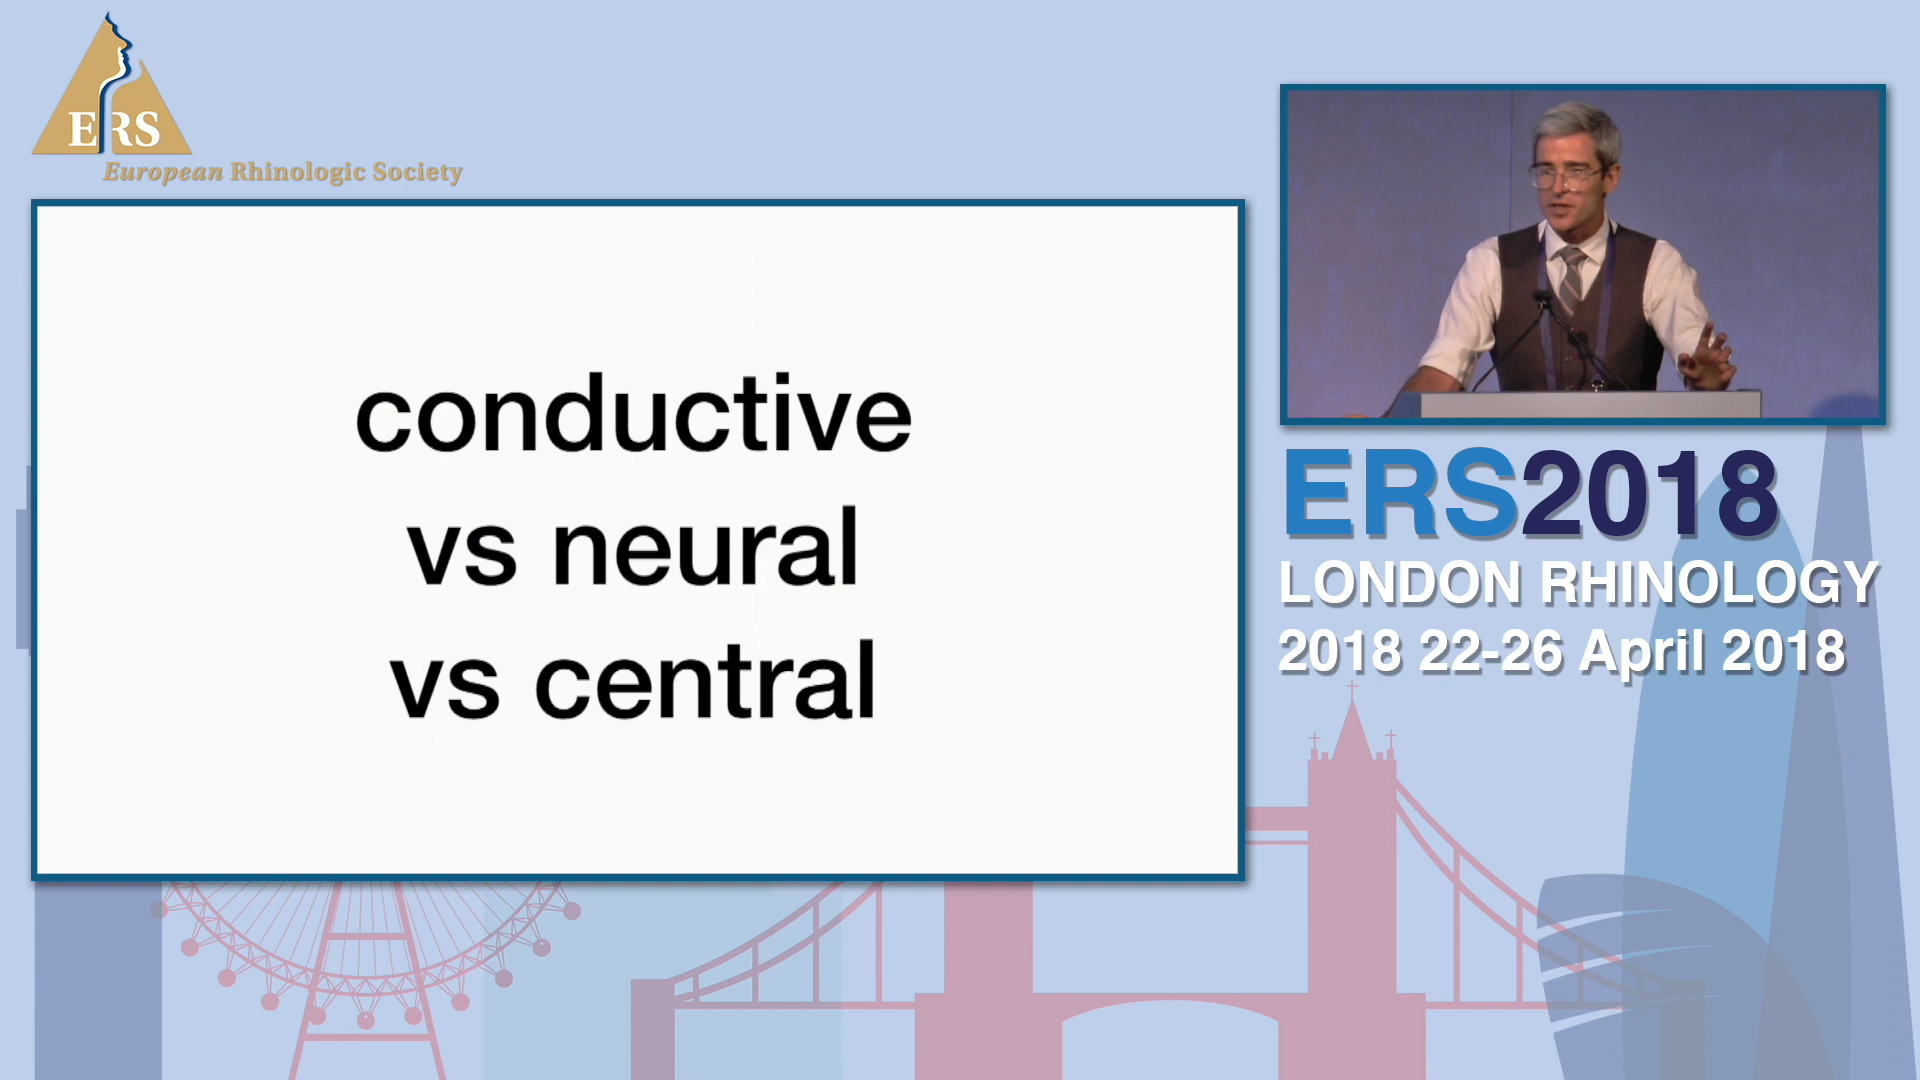 ERS
European Rhinologic Society
conductive
vs neural
vs central
ERS2018
LONDON RHINOLOGY
2018 22-26 April 2018